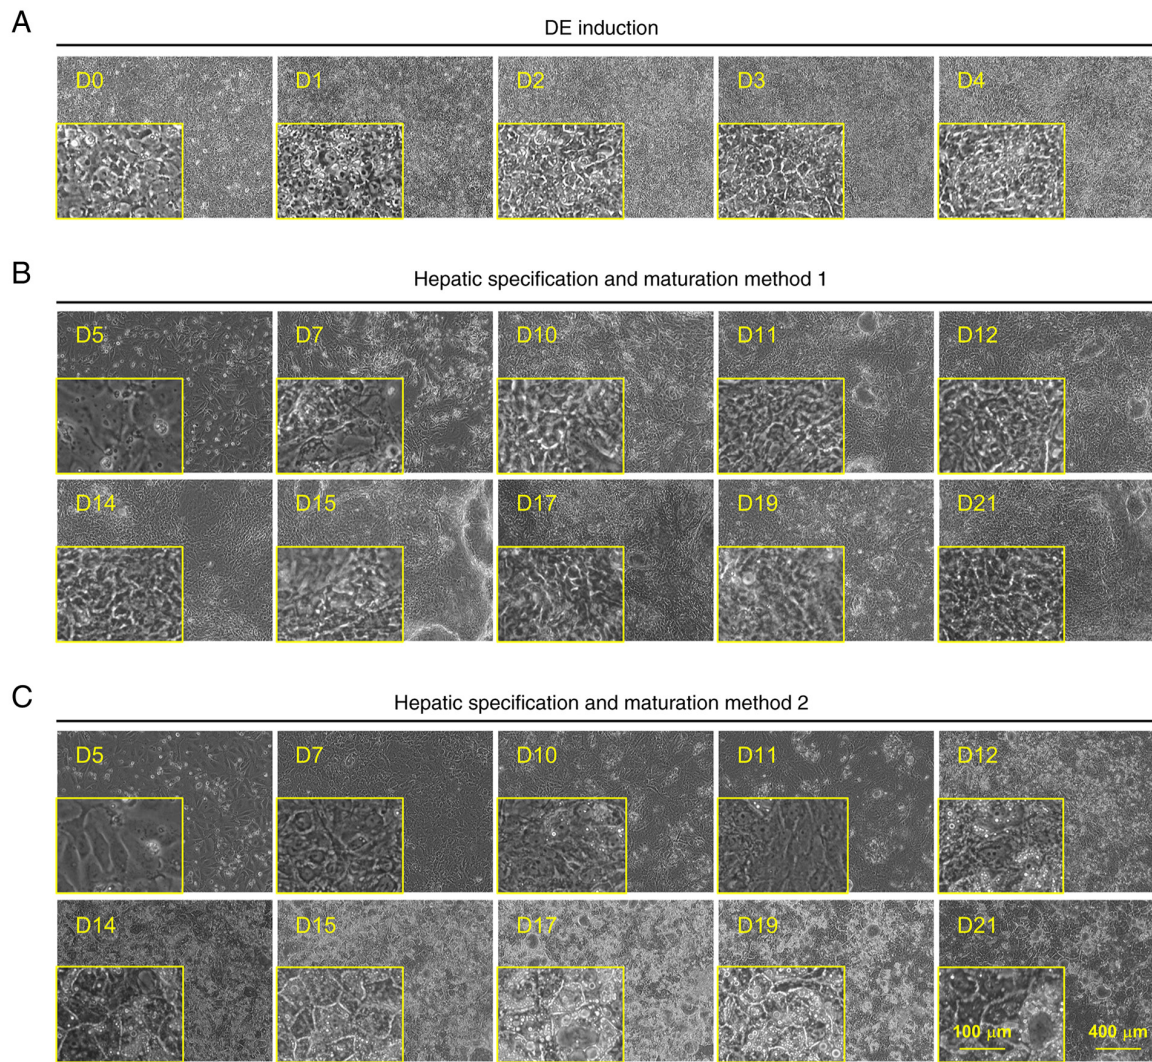 A
DE induction
D0 D1 D2 D3 D4
B
Hepatic specification and maturation method 1
D5 D7 D10 D11 D12
D14 D15 D17 D19 D21
C
Hepatic specification and maturation method 2
D5 D7 D10 D11 D12
D14 D15 D17 D19 D21
100 μm 400 μm